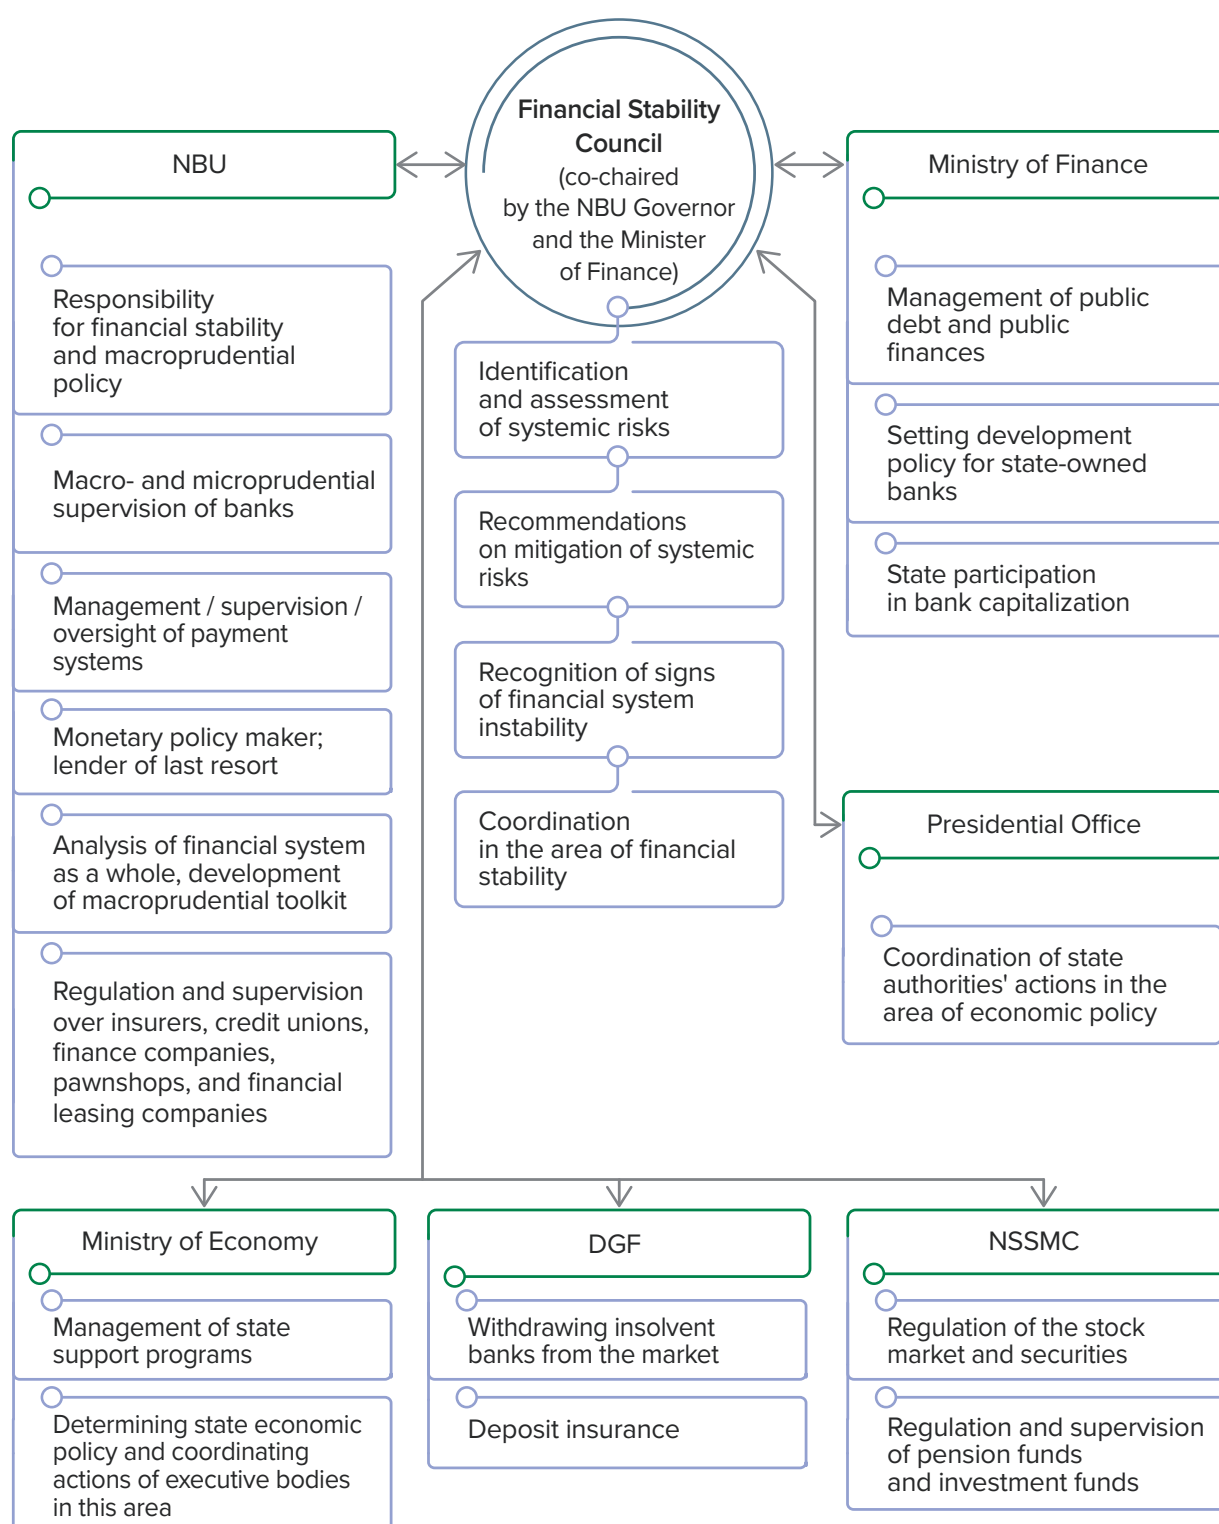 Financial Stability
Council
(co-chaired
by the NBU Governor
and the Minister
of Finance)
NBU
Responsibility
for financial stability
and macroprudential
policy
Macro- and microprudential
supervision of banks
Management / supervision /
oversight of payment
systems
Monetary policy maker;
lender of last resort
Analysis of financial system
as a whole, development
of macroprudential toolkit
Regulation and supervision
over insurers, credit unions,
finance companies,
pawnshops, and financial
leasing companies
Identification
and assessment
of systemic risks
Recommendations
on mitigation of systemic
risks
Recognition of signs
of financial system
instability
Coordination
in the area of financial
stability
Ministry of Finance
Management of public
debt and public
finances
Setting development
policy for state-owned
banks
State participation
in bank capitalization
Presidential Office
Coordination of state
authorities' actions in the
area of economic policy
Ministry of Economy
Management of state
support programs
Determining state economic
policy and coordinating
actions of executive bodies
in this area
DGF
Withdrawing insolvent
banks from the market
Deposit insurance
NSSMC
Regulation of the stock
market and securities
Regulation and supervision
of pension funds
and investment funds